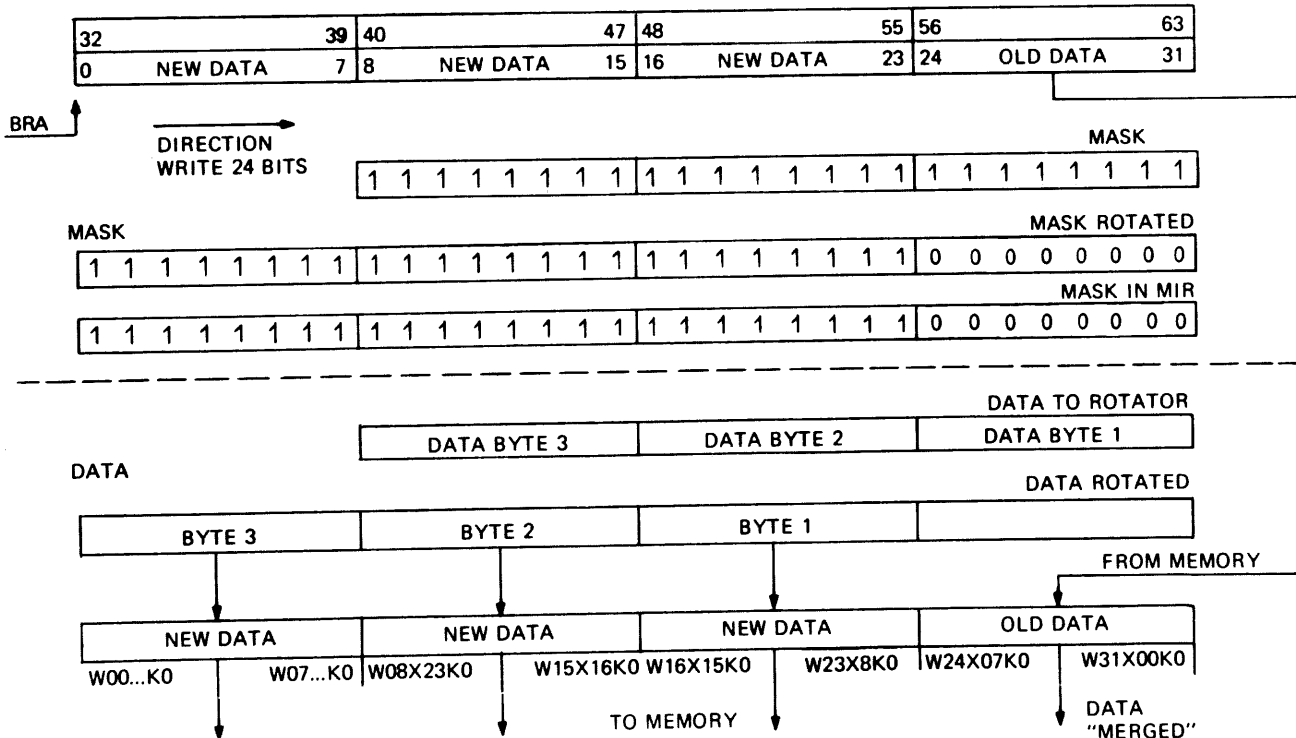 32 39 40 47 48 55 56 63
0 NEW DATA 7 8 NEW DATA 15 16 NEW DATA 23 24 OLD DATA 31
BRA
DIRECTION
WRITE 24 BITS
MASK
1 1 1 1 1 1 1 1 1 1 1 1 1 1 1 1 1 1 1 1 1 1 1 1
MASK
MASK ROTATED
1 1 1 1 1 1 1 1 1 1 1 1 1 1 1 1 1 1 1 1 1 1 1 1 0 0 0 0 0 0 0 0
MASK IN MIR
1 1 1 1 1 1 1 1 1 1 1 1 1 1 1 1 1 1 1 1 1 1 1 1 0 0 0 0 0 0 0 0
DATA TO ROTATOR
DATA BYTE 3 DATA BYTE 2 DATA BYTE 1
DATA
DATA ROTATED
BYTE 3 BYTE 2 BYTE 1
FROM MEMORY
NEW DATA NEW DATA NEW DATA OLD DATA
W00...K0 W07...K0 W08X23K0 W15X16K0 W16X15K0 W23X8K0 W24X07K0 W31X00K0
TO MEMORY
DATA
"MERGED"